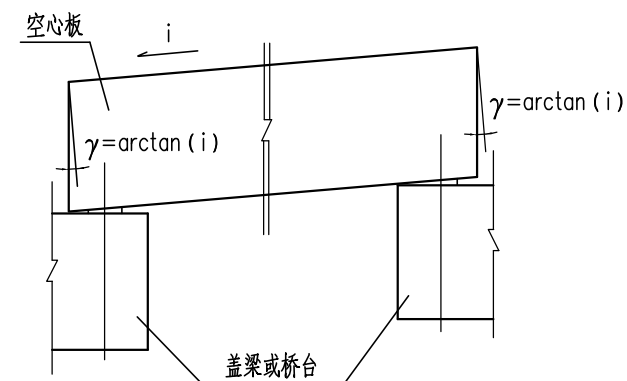 空心板
i
γ=arctan(i)
γ=arctan(i)
盖梁或桥台